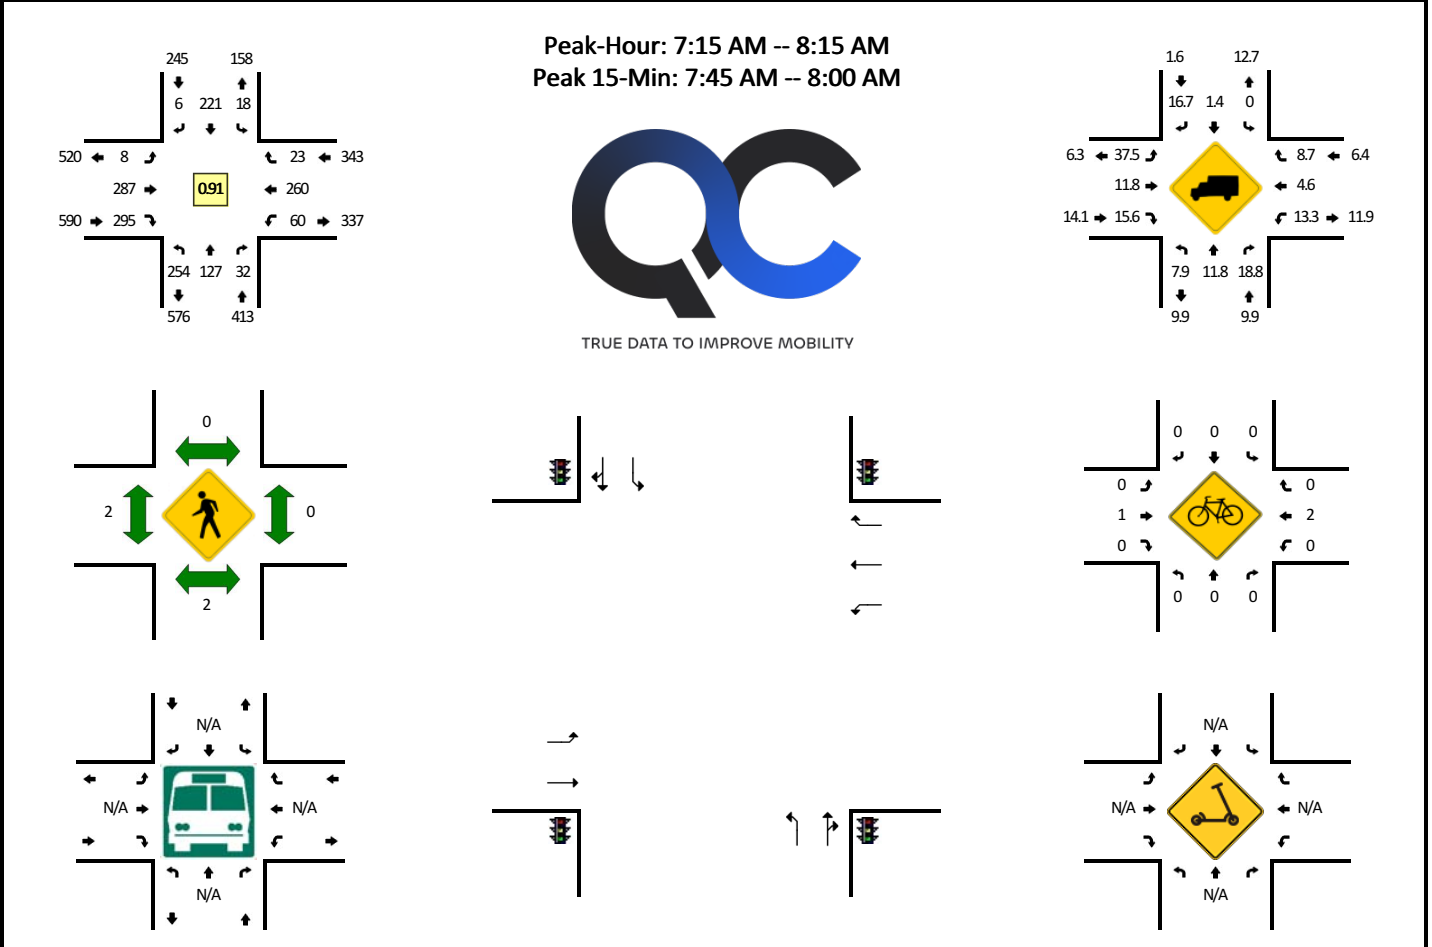 Peak-Hour: 7:15 AM -- 8:15 AM
Peak 15-Min: 7:45 AM -- 8:00 AM
245 158
6 221 18
520 8 23 343
287 0.91 260
590 295 60 337
254 127 32
576 413
TRUE DATA TO IMPROVE MOBILITY
1.6 12.7
16.7 1.4 0
6.3 37.5 8.7 6.4
11.8 4.6
14.1 15.6 13.3 11.9
7.9 11.8 18.8
9.9 9.9
0
2 0
2
0 0 0
0 0
1 2
0 0
0 0 0
N/A
N/A N/A
N/A
N/A
N/A N/A
N/A